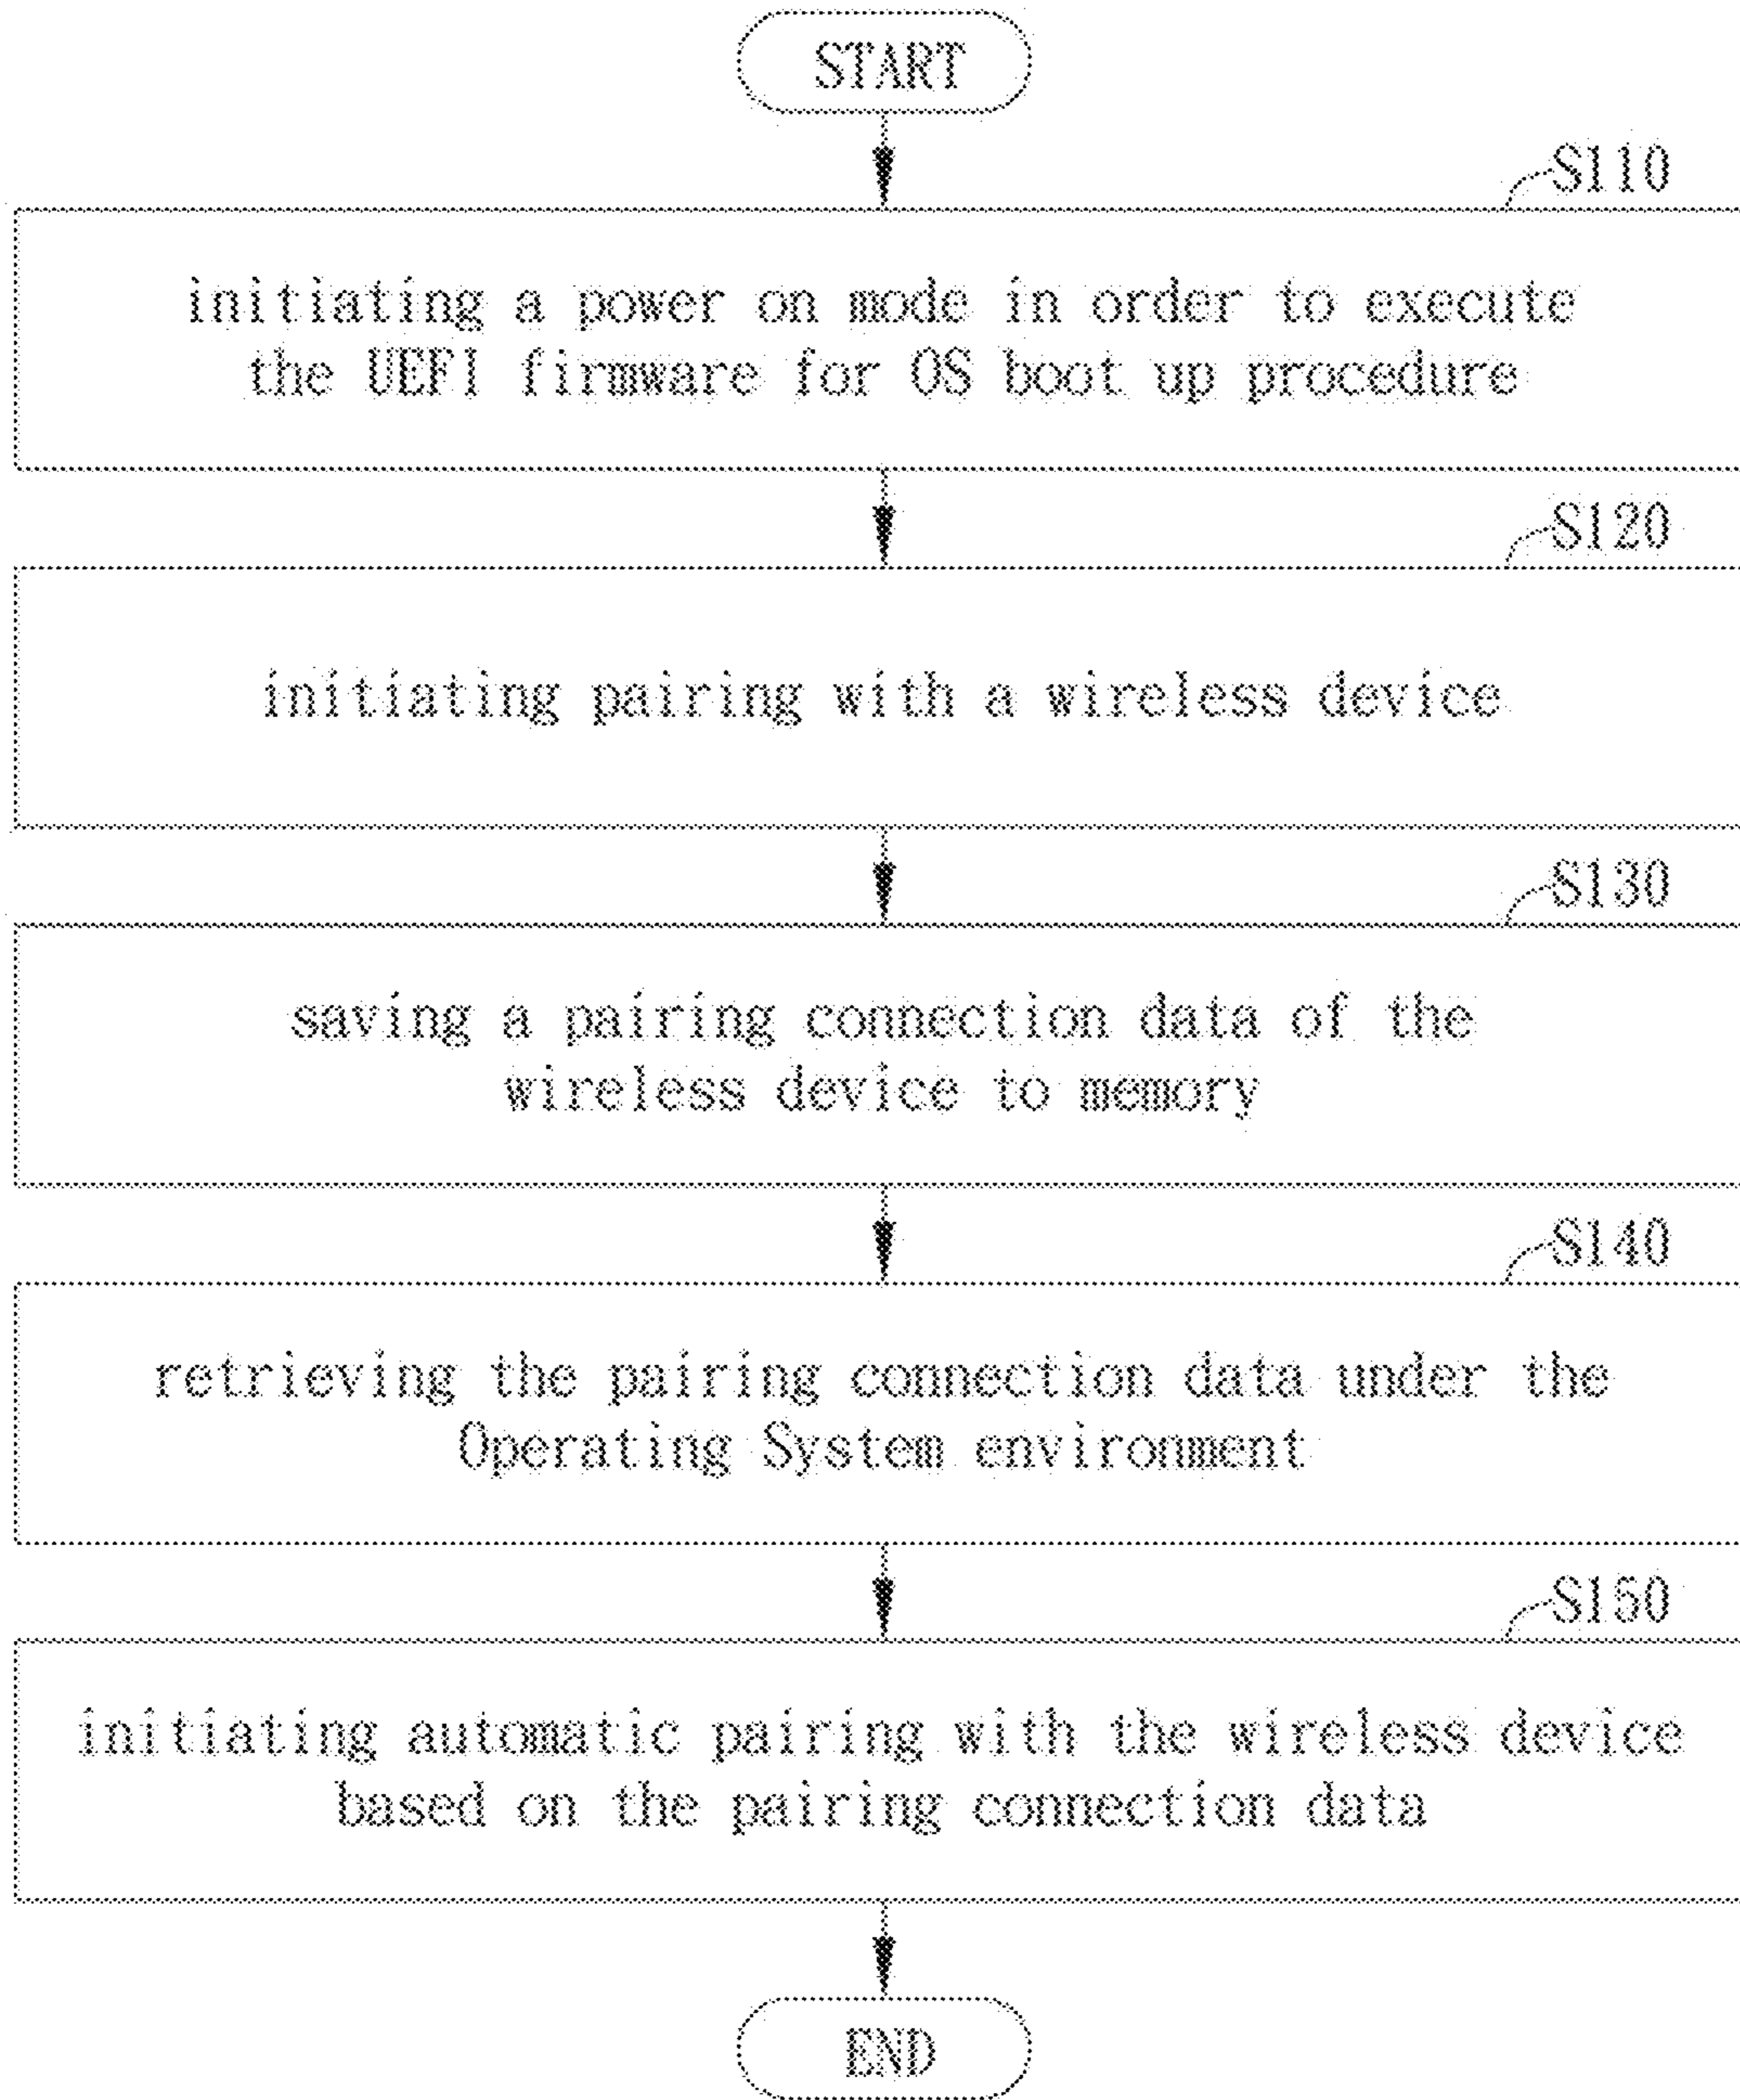 START
S110
initiating a power on mode in order to execute
the UEFI firmware for OS boot up procedure
S120
initiating pairing with a wireless device
S130
saving a pairing connection data of the
wireless device to memory
S140
retrieving the pairing connection data under the
Operating System environment
S150
initiating automatic pairing with the wireless device
based on the pairing connection data
END